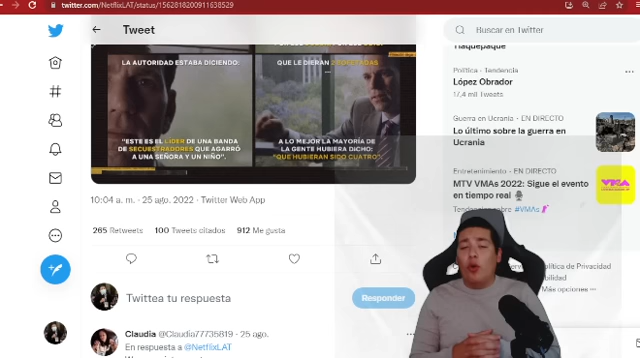 twitter.com/NetflixLAT/status/1562818200911638529
Tweet
Buscar en Twitter
Tlaquepaque
LA AUTORIDAD ESTABA DICIENDO:
QUE LE DIERAN 2 PUÑALADAS
...
Política · Tendencia
López Obrador
17,4 mil Tweets
"ESTE ES EL LÍDER DE UNA BANDA
DE SECUESTRADORES QUE AGARRÓ
A UNA SEÑORA Y UN NIÑO".
A LO MEJOR LA MAYORÍA DE
LA GENTE HUBIERA DICHO:
"QUE HUBIERAN SIDO CUATRO".
Guerra en Ucrania · EN DIRECTO
Lo último sobre la guerra en
Ucrania
Entretenimiento · EN DIRECTO
MTV VMAs 2022: Sigue el evento
en tiempo real
Tendencias sobre #VMAs
10:04 a. m. · 25 ago. 2022 · Twitter Web App
265 Retweets 100 Tweets citados 912 Me gusta
Política de Privacidad
Más opciones ···
Twittea tu respuesta
Responder
Claudia @Claudia77735819 · 25 ago.
En respuesta a @NetflixLAT